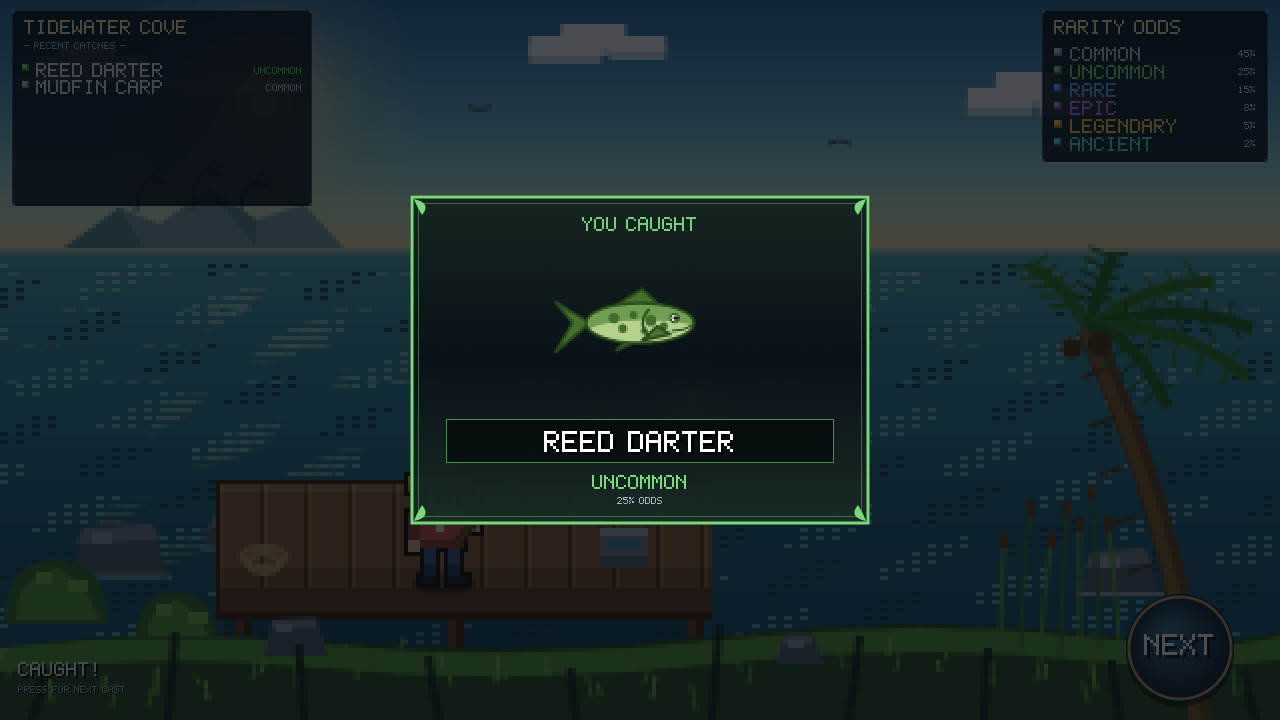 TIDEWATER COVE
~ RECENT CATCHES ~
REED DARTER UNCOMMON
MUDFIN CARP COMMON
RARITY ODDS
COMMON 45%
UNCOMMON 25%
RARE 15%
EPIC 8%
LEGENDARY 5%
ANCIENT 2%
YOU CAUGHT
REED DARTER
UNCOMMON
25% ODDS
CAUGHT!
PRESS FOR NEXT CAST
NEXT